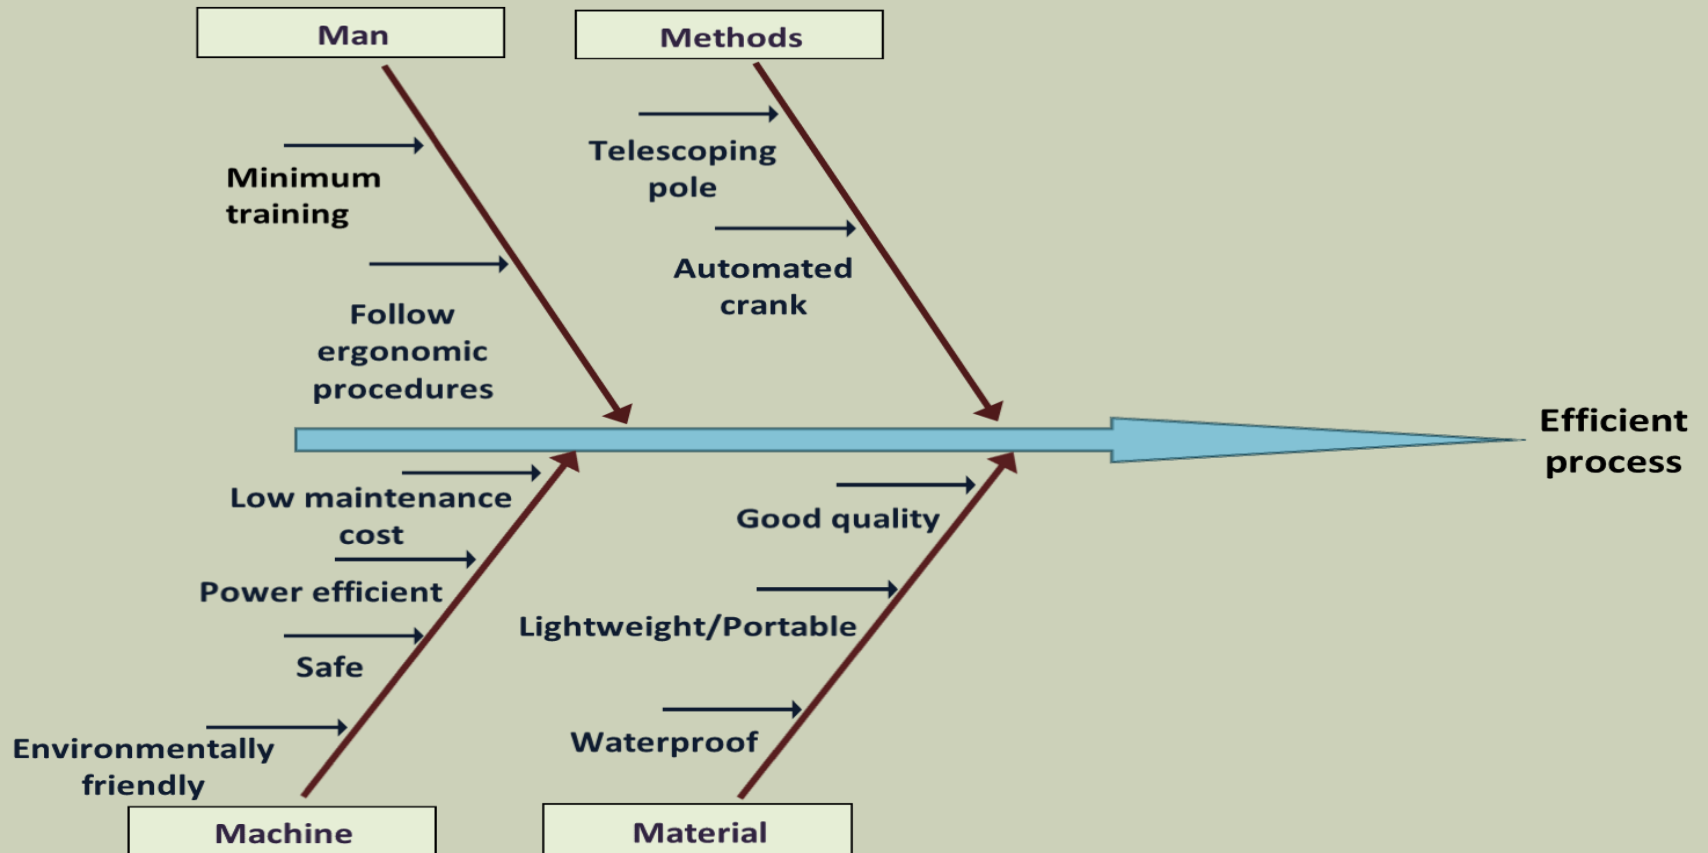 Man
Methods
Minimum
training
Follow
ergonomic
procedures
Telescoping
pole
Automated
crank
Efficient
process
Low maintenance
cost
Power efficient
Safe
Environmentally
friendly
Good quality
Lightweight/Portable
Waterproof
Machine
Material